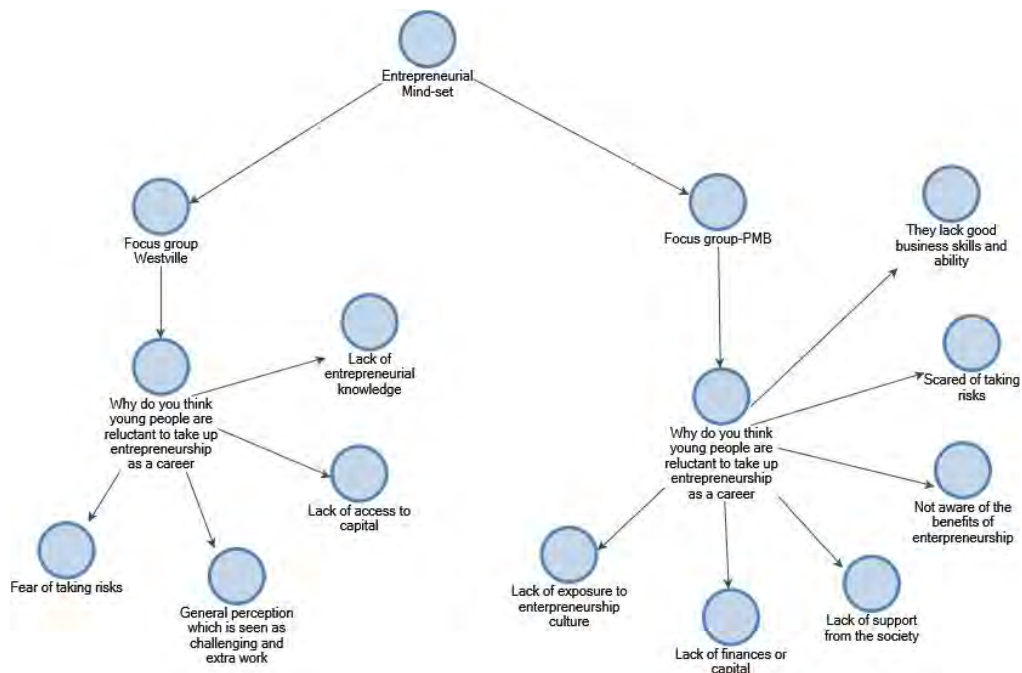 Entrepreneurial
Mind-set
Focus group
Westville
Focus group-PMB
They lack good
business skills and
ability
Lack of
entrepreneurial
knowledge
Scared of taking
risks
Why do you think
young people are
reluctant to take up
entrepreneurship
as a career
Why do you think
young people are
reluctant to take up
entrepreneurship
as a career
Lack of access to
capital
Not aware of the
benefits of
enterpreneurship
Fear of taking risks
General perception
which is seen as
challenging and
extra work
Lack of exposure to
enterpreneurship
culture
Lack of finances or
capital
Lack of support
from the society